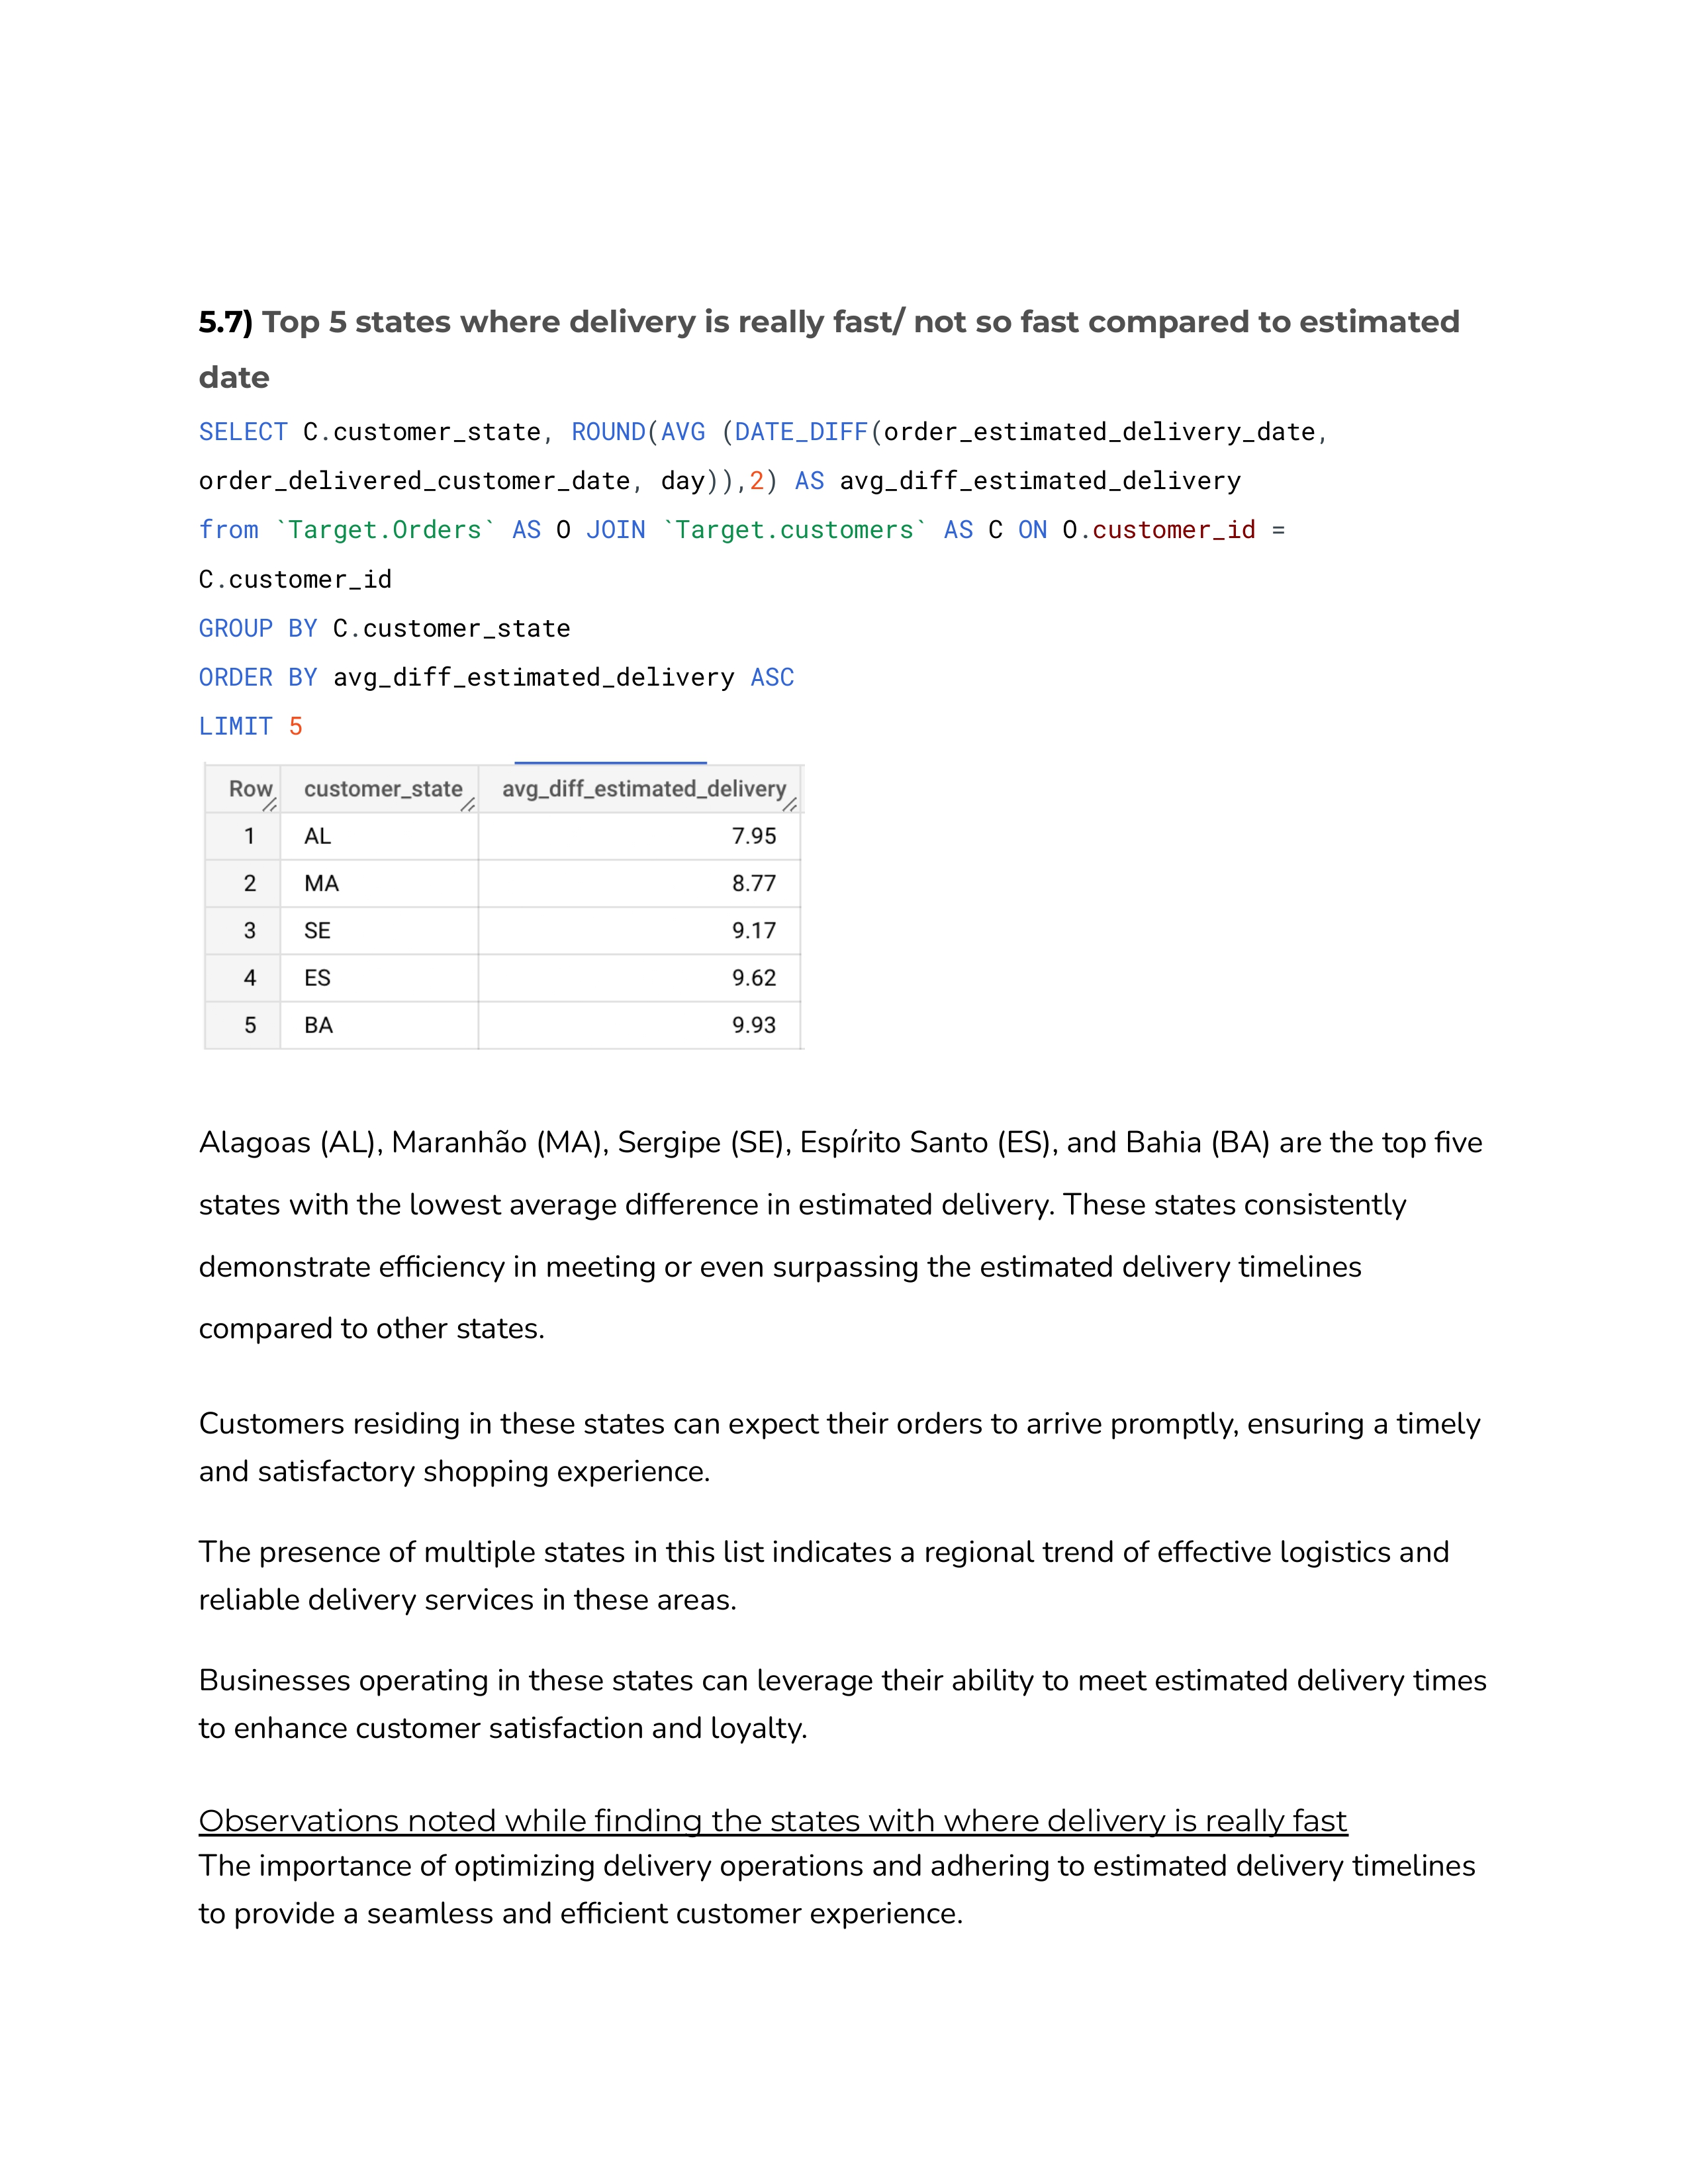 5.7) Top 5 states where delivery is really fast/ not so fast compared to estimated
date
SELECT C.customer_state, ROUND(AVG (DATE_DIFF(order_estimated_delivery_date,
order_delivered_customer_date, day)),2) AS avg_diff_estimated_delivery
from `Target.Orders` AS O JOIN `Target.customers` AS C ON O.customer_id =
C.customer_id
GROUP BY C.customer_state
ORDER BY avg_diff_estimated_delivery ASC
LIMIT 5
Row customer_state avg_diff_estimated_delivery
1 AL 7.95
2 MA 8.77
3 SE 9.17
4 ES 9.62
5 BA 9.93
Alagoas (AL), Maranhão (MA), Sergipe (SE), Espírito Santo (ES), and Bahia (BA) are the top five
states with the lowest average difference in estimated delivery. These states consistently
demonstrate efficiency in meeting or even surpassing the estimated delivery timelines
compared to other states.
Customers residing in these states can expect their orders to arrive promptly, ensuring a timely
and satisfactory shopping experience.
The presence of multiple states in this list indicates a regional trend of effective logistics and
reliable delivery services in these areas.
Businesses operating in these states can leverage their ability to meet estimated delivery times
to enhance customer satisfaction and loyalty.
Observations noted while finding the states with where delivery is really fast
The importance of optimizing delivery operations and adhering to estimated delivery timelines
to provide a seamless and efficient customer experience.